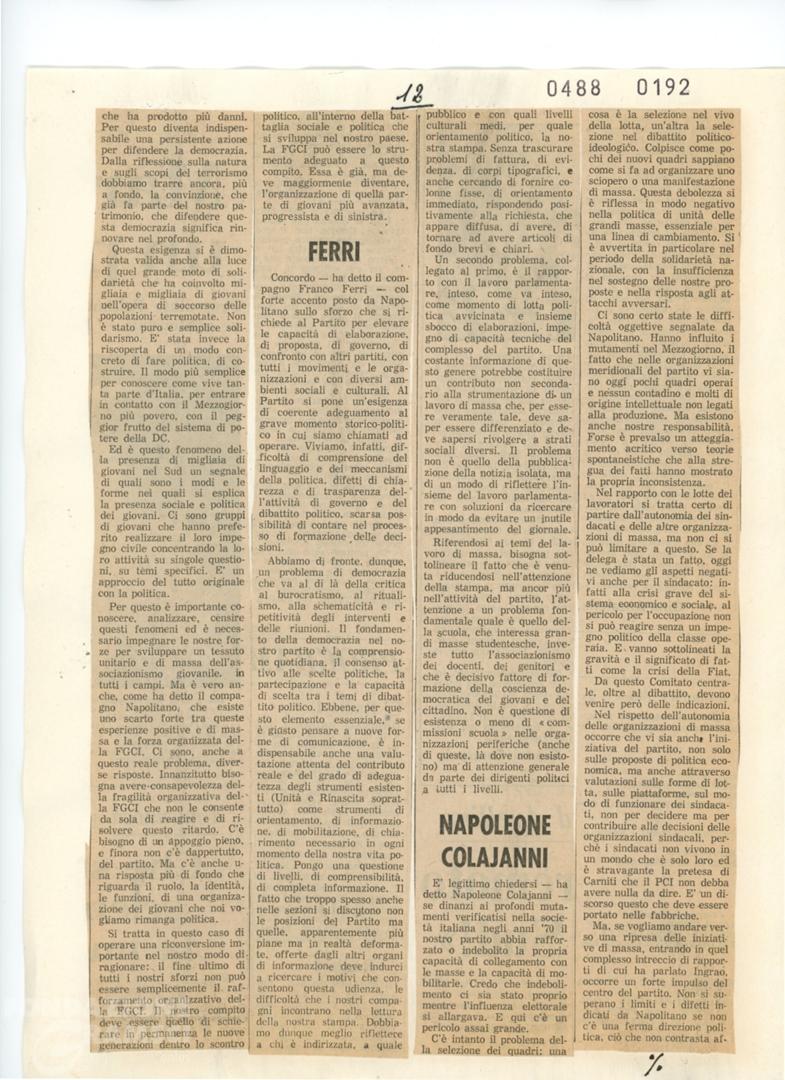 12
0488 0192
che ha prodotto più danni.
Per questo diventa indispen-
sabile una persistente azione
per difendere la democrazia.
Dalla riflessione sulla natura
e sugli scopi del terrorismo
dobbiamo trarre ancora, più
a fondo, la convinzione, che
già fa parte del nostro pa-
trimonio, che difendere que-
sta democrazia significa rin-
novare nel profondo.
Questa esigenza si è dimo-
strata valida anche alla luce
di quel grande moto di soli-
darietà che ha coinvolto mi-
gliaia e migliaia di giovani
nell'opera di soccorso delle
popolazioni terremotate. Non
è stato puro e semplice soli-
darismo. E' stata invece la
riscoperta di un modo con-
creto di fare politica, di co-
struire. Il modo più semplice
per conoscere come vive tan-
ta parte d'Italia, per entrare
in contatto con il Mezzogior-
no più povero, con il peg-
gior frutto del sistema di po-
tere della DC.
Ed è questo fenomeno del-
la presenza di migliaia di
giovani nel Sud un segnale
di quali sono i modi e le
forme nei quali si esplica
la presenza sociale e politica
dei giovani. Ci sono gruppi
di giovani che hanno prefe-
rito realizzare il loro impe-
gno civile concentrando la lo-
ro attività su singole questio-
ni, su temi specifici. E' un
approccio del tutto originale
con la politica.
Per questo è importante co-
noscere, analizzare, censire
questi fenomeni ed è neces-
sario impegnare le nostre for-
ze per sviluppare un tessuto
unitario e di massa dell'as-
sociazionismo giovanile, in
tutti i campi. Ma è vero an-
che, come ha detto il compa-
gno Napolitano, che esiste
uno scarto forte tra queste
esperienze positive e di mas-
sa e la forza organizzata del-
la FGCI. Ci sono, anche a
questo reale problema, diver-
se risposte. Innanzitutto biso-
gna avere consapevolezza del-
la fragilità organizzativa del-
la FGCI che non le consente
da sola di reagire e di ri-
solvere questo ritardo. C'è
bisogno di un appoggio pieno,
e finora non c'è dappertutto,
del partito. Ma c'è anche u-
na risposta più di fondo che
riguarda il ruolo, la identità,
le funzioni, di una organizza-
zione dei giovani che noi vo-
gliamo rimanga politica.
Si tratta in questo caso di
operare una riconversione im-
portante nel nostro modo di
ragionare: il fine ultimo di
tutti i nostri sforzi non può
essere semplicemente il raf-
forzamento organizzativo del-
la FGCI. Il nostro compito
deve essere quello di schie-
rare in permanenza le nuove
generazioni dentro lo scontro
politico, all'interno della bat-
taglia sociale e politica che
si sviluppa nel nostro paese.
La FGCI può essere lo stru-
mento adeguato a questo
compito. Essa è già, ma de-
ve maggiormente diventare,
l'organizzazione di quella par-
te di giovani più avanzata,
progressista e di sinistra.
FERRI
Concordo — ha detto il com-
pagno Franco Ferri — col
forte accento posto da Napo-
litano sullo sforzo che si ri-
chiede al Partito per elevare
le capacità di elaborazione,
di proposta, di governo, di
confronto con altri partiti, con
tutti i movimenti e le orga-
nizzazioni e con diversi am-
bienti sociali e culturali. Al
Partito si pone un'esigenza
di coerente adeguamento al
grave momento storico-politi-
co in cui siamo chiamati ad
operare. Viviamo, infatti, dif-
ficoltà di comprensione del
linguaggio e dei meccanismi
della politica, difetti di chia-
rezza e di trasparenza del-
l'attività di governo e del
dibattito politico, scarsa pos-
sibilità di contare nel proces-
so di formazione delle deci-
sioni.
Abbiamo di fronte, dunque,
un problema di democrazia
che va al di là della critica
al burocratismo, al rituali-
smo, alla schematicità e ri-
petitività degli interventi e
delle riunioni. Il fondamen-
to della democrazia nel no-
stro partito è la comprensio-
ne quotidiana, il consenso at-
tivo alle scelte politiche, la
partecipazione e la capacità
di scelta tra i temi di dibat-
tito politico. Ebbene, per que-
sto elemento essenziale, se
è giusto pensare a nuove for-
me di comunicazione, è in-
dispensabile anche una valu-
tazione attenta del contributo
reale e del grado di adegua-
tezza degli strumenti esisten-
ti (Unità e Rinascita soprat-
tutto) come strumenti di
orientamento, di informazio-
ne, di mobilitazione, di chia-
rimento necessario in ogni
momento della nostra vita po-
litica. Pongo una questione
di livelli, di comprensibilità,
di completa informazione. Il
fatto che troppo spesso anche
nelle sezioni si discutono non
le posizioni del Partito ma
quelle, apparentemente più
piane ma in realtà deforma-
te, offerte dagli altri organi
di informazione deve indurci
a ricercare i motivi che con-
sentono questa udienza, le
difficoltà che i nostri compa-
gni incontrano nella lettura
della nostra stampa. Dobbia-
mo dunque meglio riflettere
a chi è indirizzata, a quale
pubblico e con quali livelli
culturali medi, per quale
orientamento politico, la no-
stra stampa. Senza trascurare
problemi di fattura, di evi-
denza, di corpi tipografici, e
anche cercando di fornire co-
lonne fisse, di orientamento
immediato, rispondendo posi-
tivamente alla richiesta, che
appare diffusa, di avere, di
tornare ad avere articoli di
fondo brevi e chiari.
Un secondo problema, col-
legato al primo, è il rappor-
to con il lavoro parlamenta-
re, inteso, come va inteso,
come momento di lotta poli-
tica avvicinata e insieme
sbocco di elaborazioni, impe-
gno di capacità tecniche del
complesso del partito. Una
costante informazione di que-
sto genere potrebbe costituire
un contributo non seconda-
rio alla strumentazione di un
lavoro di massa che, per esse-
re veramente tale, deve sa-
per essere differenziato e de-
ve sapersi rivolgere a strati
sociali diversi. Il problema
non è quello della pubblica-
zione della notizia isolata, ma
di un modo di riflettere l'in-
sieme del lavoro parlamenta-
re con soluzioni da ricercare
in modo da evitare un inutile
appesantimento del giornale.
Riferendosi ai temi del la-
voro di massa, bisogna sot-
tolineare il fatto che è venu-
ta riducendosi nell'attenzione
della stampa, ma ancor più
nell'attività del partito, l'at-
tenzione a un problema fon-
damentale quale è quello del-
la scuola, che interessa gran-
di masse studentesche, inve-
ste tutto l'associazionismo
dei docenti, dei genitori e
che è decisivo fattore di for-
mazione della coscienza de-
mocratica dei giovani e del
cittadino. Non è questione di
esistenza o meno di « com-
missioni scuola » nelle or-
ganizzazioni periferiche (anche
di queste, là dove non esisto-
no) ma di attenzione generale
da parte dei dirigenti politici
a tutti i livelli.
NAPOLEONE
COLAJANNI
E' legittimo chiedersi — ha
detto Napoleone Colajanni —
se dinanzi ai profondi muta-
menti verificatisi nella socie-
tà italiana negli anni '70 il
nostro partito abbia raffor-
zato o indebolito la propria
capacità di collegamento con
le masse e la capacità di mo-
bilitarle. Credo che indeboli-
mento ci sia stato proprio
mentre l'influenza elettorale
si allargava. E qui c'è un
pericolo assai grande.
C'è intanto il problema del-
la selezione dei quadri: una
cosa è la selezione nel vivo
della lotta, un'altra la sele-
zione nel dibattito politico-
ideologico. Colpisce come po-
chi dei nuovi quadri sappiano
come si fa ad organizzare uno
sciopero o una manifestazione
di massa. Questa debolezza si
è riflessa in modo negativo
nella politica di unità delle
grandi masse, essenziale per
una linea di cambiamento. Si
è avvertita in particolare nel
periodo della solidarietà na-
zionale, con la insufficienza
nel sostegno delle nostre pro-
poste e nella risposta agli at-
tacchi avversari.
Ci sono certo state le diffi-
coltà oggettive segnalate da
Napolitano. Hanno influito i
mutamenti nel Mezzogiorno, il
fatto che nelle organizzazioni
meridionali del partito vi sia-
no oggi pochi quadri operai
e nessun contadino e molti di
origine intellettuale non legati
alla produzione. Ma esistono
anche nostre responsabilità.
Forse è prevalso un atteggia-
mento acritico verso teorie
spontaneistiche che alla stre-
gua dei fatti hanno mostrato
la propria inconsistenza.
Nel rapporto con le lotte dei
lavoratori si tratta certo di
partire dall'autonomia dei sin-
dacati e delle altre organizza-
zioni di massa, ma non ci si
può limitare a questo. Se la
delega è stata un fatto, oggi
ne vediamo gli aspetti negati-
vi anche per il sindacato: in-
fatti alla crisi grave del si-
stema economico e sociale, al
pericolo per l'occupazione non
si può reagire senza un impe-
gno politico della classe ope-
raia. E vanno sottolineati la
gravità e il significato di fat-
ti come la crisi della Fiat.
Da questo Comitato centra-
le, oltre al dibattito, devono
venire però delle indicazioni.
Nel rispetto dell'autonomia
delle organizzazioni di massa
occorre che vi sia anche l'ini-
ziativa del partito, non solo
sulle proposte di politica eco-
nomica, ma anche attraverso
valutazioni sulle forme di lot-
ta, sulle piattaforme, sul mo-
do di funzionare dei sindaca-
ti, non per decidere ma per
contribuire alle decisioni delle
organizzazioni sindacali, per-
ché i sindacati non vivono in
un mondo che è solo loro ed
è stravagante la pretesa di
Carniti che il PCI non debba
avere nulla da dire. E' un di-
scorso questo che deve essere
portato nelle fabbriche.
Ma, se vogliamo andare ver-
so una ripresa delle iniziati-
ve di massa, entrando in quel
complesso intreccio di rappor-
ti di cui ha parlato Ingrao,
occorre un forte impulso del
centro del partito. Non si su-
perano i limiti e i difetti in-
dicati da Napolitano se non
c'è una ferma direzione poli-
tica, ciò che non contrasta af-
%